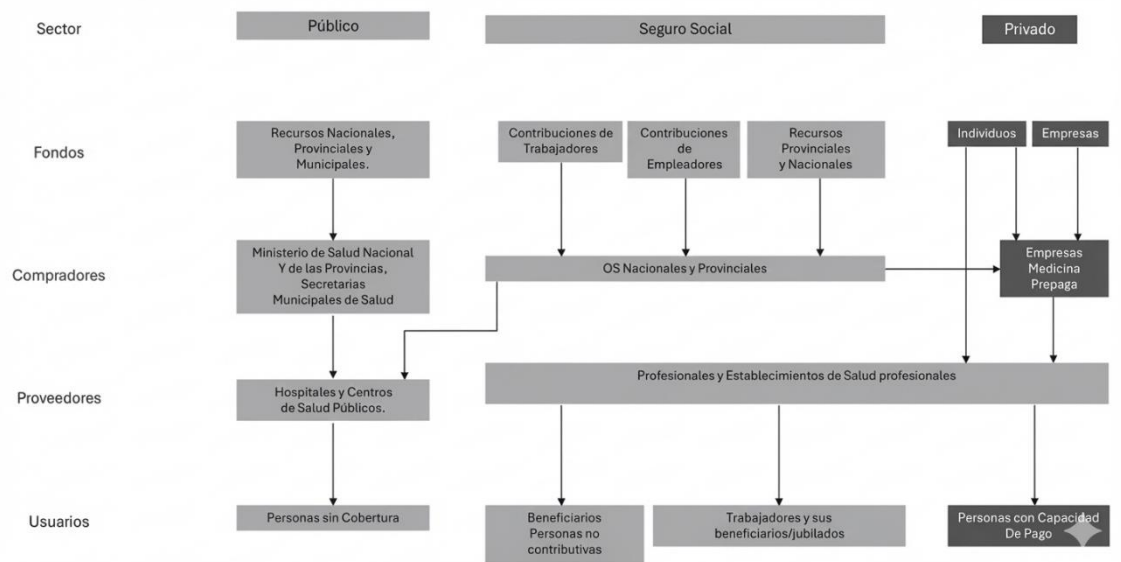 Sector
Público
Seguro Social
Privado
Fondos
Recursos Nacionales,
Provinciales y
Municipales.
Contribuciones de
Trabajadores
Contribuciones
de
Empleadores
Recursos
Provinciales
y Nacionales
Individuos
Empresas
Compradores
Ministerio de Salud Nacional
Y de las Provincias,
Secretarias
Municipales de Salud
OS Nacionales y Provinciales
Empresas
Medicina
Prepaga
Proveedores
Hospitales y Centros
de Salud Públicos.
Profesionales y Establecimientos de Salud profesionales
Usuarios
Personas sin Cobertura
Beneficiarios
Personas no
contributivas
Trabajadores y sus
beneficiarios/jubilados
Personas con Capacidad
De Pago